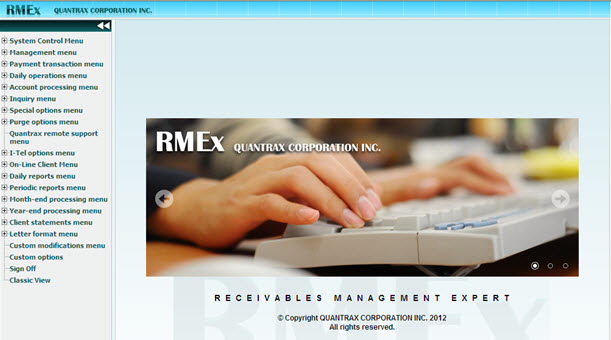 RMEx QUANTRAX CORPORATION INC.
System Control Menu
Management menu
Payment transaction menu
Daily operations menu
Account processing menu
Inquiry menu
Special options menu
Purge options menu
Quantrax remote support
menu
I-Tel options menu
On-Line Client Menu
Daily reports menu
Periodic reports menu
Month-end processing menu
Year-end processing menu
Client statements menu
Letter format menu
Custom modifications menu
Custom options
Sign Off
Classic View
RMEx QUANTRAX CORPORATION INC.
RMEx
RECEIVABLES MANAGEMENT EXPERT
© Copyright QUANTRAX CORPORATION INC. 2012
All rights reserved.